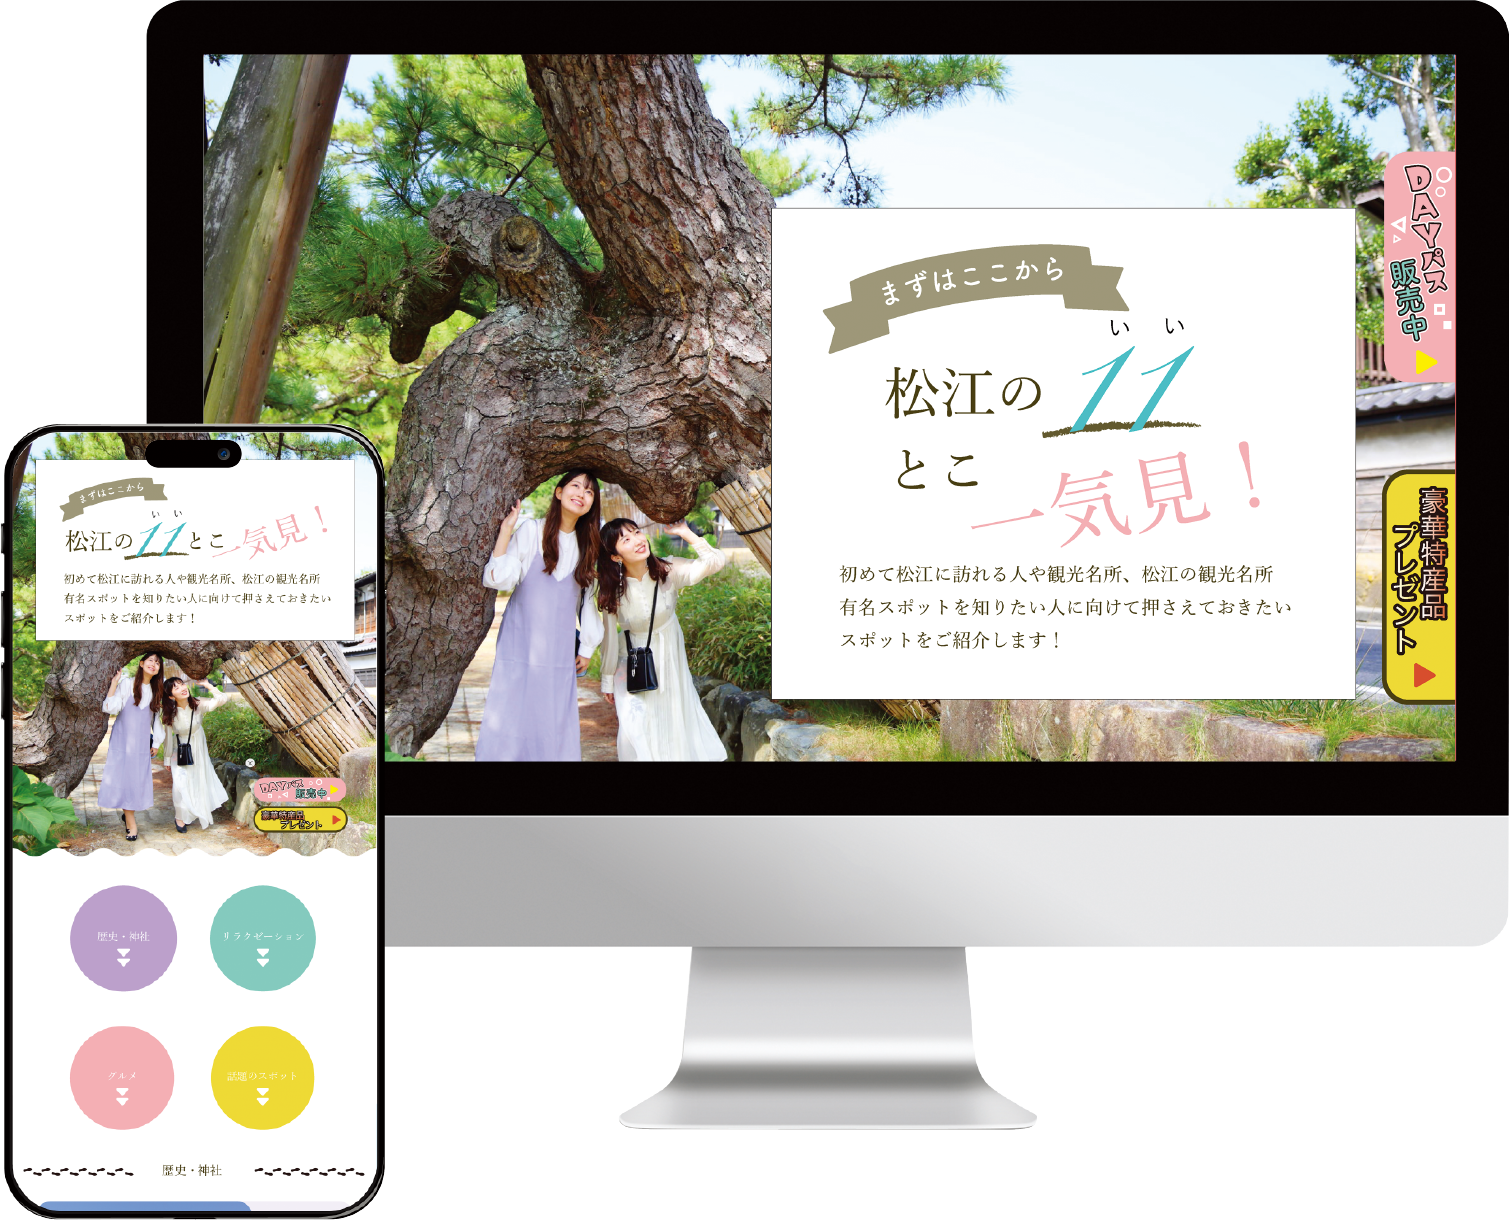 まずはここから
いい
松江の11
とこ
一気見！
初めて松江に訪れる人や観光名所、松江の観光名所
有名スポットを知りたい人に向けて押さえておきたい
スポットをご紹介します！
DAYパス
販売中
豪華特産品
プレゼント
まずはここから
いい
松江の11とこ一気見！
初めて松江に訪れる人や観光名所、松江の観光名所
有名スポットを知りたい人に向けて押さえておきたい
スポットをご紹介します！
DAYパス
販売中
豪華特産品
プレゼント
歴史・神社
リラクゼーション
グルメ
話題のスポット
歴史・神社